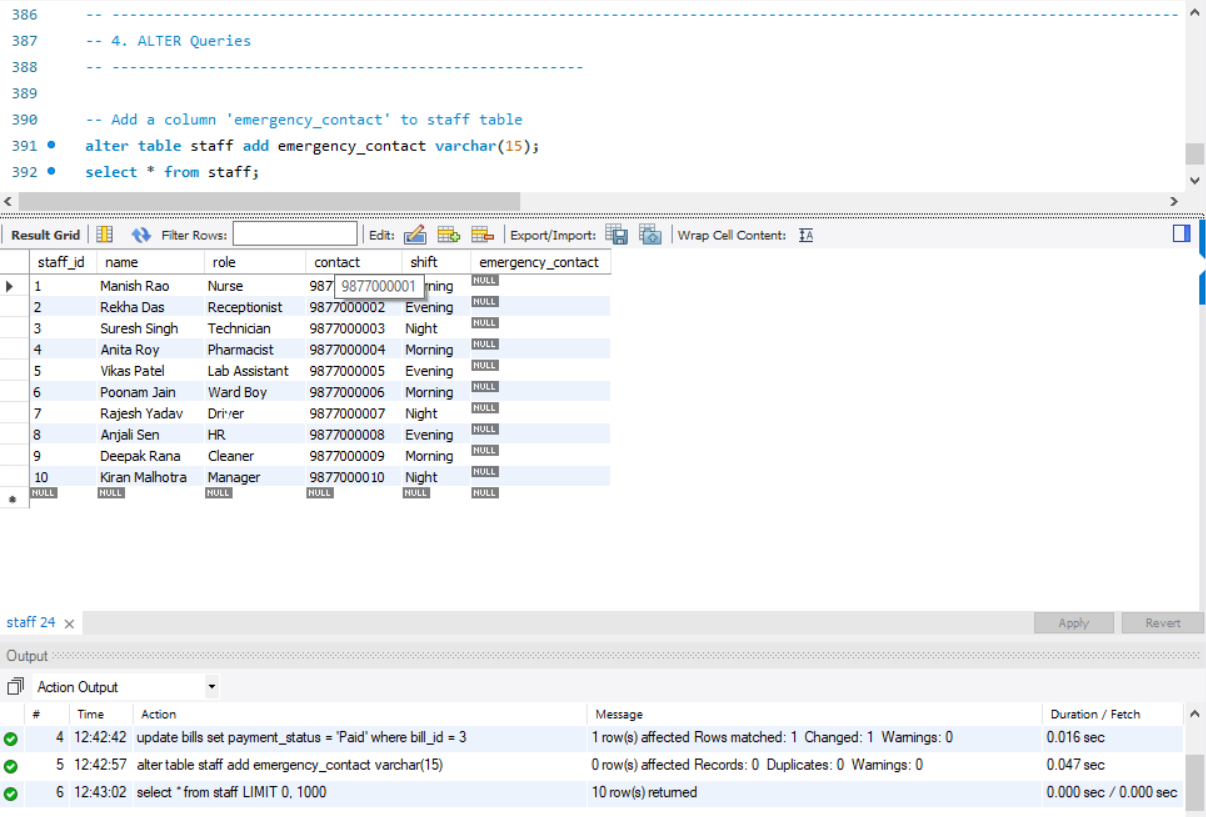 386 -- --------------------------------------------------------------------------------------------------------------------------
387 -- 4. ALTER Queries
388 -- ------------------------------------------------------
389
390 -- Add a column 'emergency_contact' to staff table
391 alter table staff add emergency_contact varchar(15);
392 select * from staff;
Result Grid Filter Rows: Edit: Export/Import: Wrap Cell Content: IA
staff_id name role contact shift emergency_contact
1 Manish Rao Nurse 987 9877000001 rning NULL
2 Rekha Das Receptionist 9877000002 Evening NULL
3 Suresh Singh Technician 9877000003 Night NULL
4 Anita Roy Pharmacist 9877000004 Morning NULL
5 Vikas Patel Lab Assistant 9877000005 Evening NULL
6 Poonam Jain Ward Boy 9877000006 Morning NULL
7 Rajesh Yadav Driver 9877000007 Night NULL
8 Anjali Sen HR 9877000008 Evening NULL
9 Deepak Rana Cleaner 9877000009 Morning NULL
10 Kiran Malhotra Manager 9877000010 Night NULL
NULL NULL NULL NULL NULL NULL
staff 24 × Apply Revert
Output
Action Output
# Time Action Message Duration / Fetch
4 12:42:42 update bills set payment_status = 'Paid' where bill_id = 3 1 row(s) affected Rows matched: 1 Changed: 1 Warnings: 0 0.016 sec
5 12:42:57 alter table staff add emergency_contact varchar(15) 0 row(s) affected Records: 0 Duplicates: 0 Warnings: 0 0.047 sec
6 12:43:02 select * from staff LIMIT 0, 1000 10 row(s) returned 0.000 sec / 0.000 sec